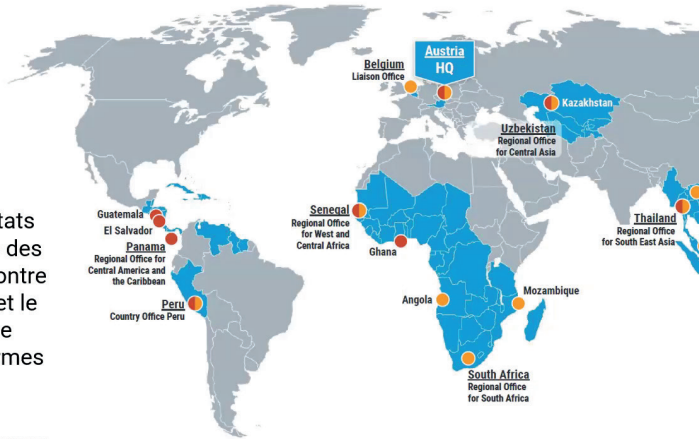 tats
des
ontre
et le
e
rmes
Belgium
Liaison Office
Austria
HQ
Kazakhstan
Uzbekistan
Regional Office
for Central Asia
Guatemala
El Salvador
Panama
Regional Office for
Central America and
the Caribbean
Peru
Country Office Peru
Senegal
Regional Office
for West and
Central Africa
Ghana
Angola
Mozambique
South Africa
Regional Office
for South Africa
Thailand
Regional Office
for South East Asia